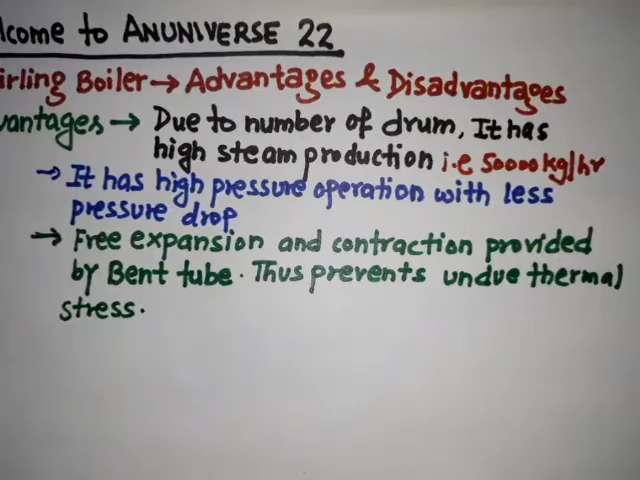 lcome to ANUNIVERSE 22
irling Boiler → Advantages & Disadvantages
vantages → Due to number of drum, It has
high steam production i.e 50000 kg/hr
→ It has high pressure operation with less
pressure drop
→ Free expansion and contraction provided
by Bent tube. Thus prevents undue thermal
stress.